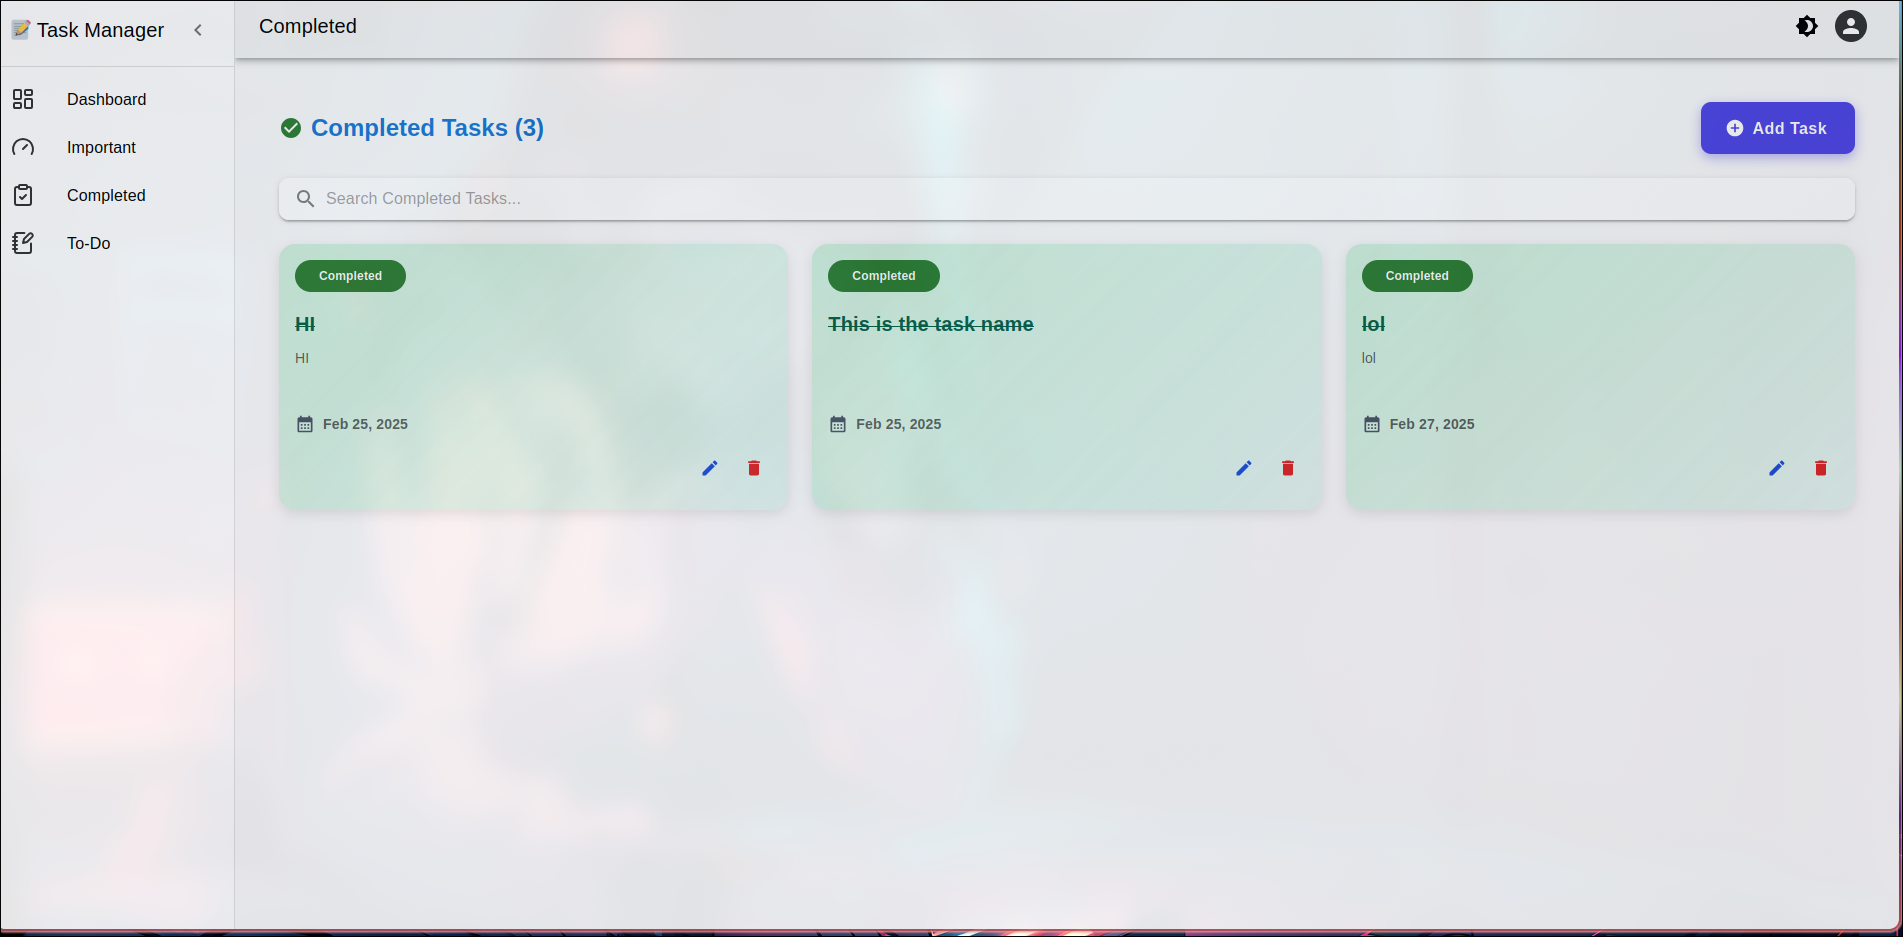 Task Manager
Completed
Dashboard
Important
Completed
To-Do
Completed Tasks (3)
Add Task
Search Completed Tasks...
Completed
HI
HI
Feb 25, 2025
Completed
This is the task name
Feb 25, 2025
Completed
lol
lol
Feb 27, 2025